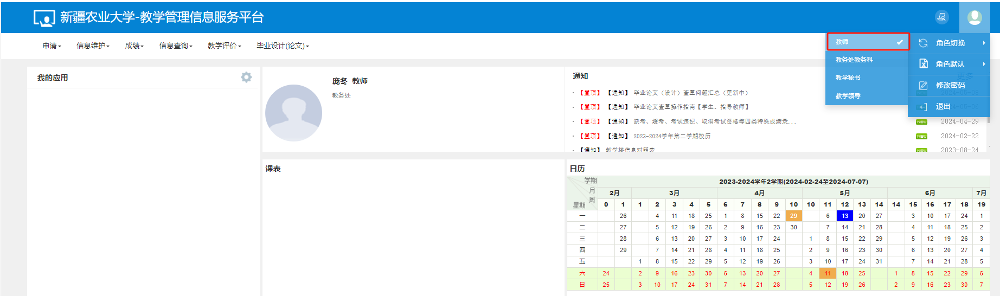 新疆农业大学-教学管理信息服务平台
申请
信息维护
成绩
信息查询
教学评价
毕业设计(论文)
教师
教务处教务科
教学秘书
教学领导
角色切换
角色默认
修改密码
退出
我的应用
庞冬 教师
教务处
通知
更多
【置顶】 【通知】 毕业论文（设计）查重问题汇总（更新中）
【置顶】 【通知】 毕业论文查重操作指南【学生、指导教师】
【置顶】 【通知】 缺考、缓考、考试违纪、取消考试资格等四类特殊成绩录... NEW 2024-04-29
【置顶】 【通知】 2023-2024学年第二学期校历 NEW 2024-02-22
【通知】 教学楼信息对照表 NEW 2023-08-24
课表
日历
学期 2023-2024学年2学期(2024-02-24至2024-07-07)
月 2月 3月 4月 5月 6月 7月
周 0 1 1 2 3 4 5 6 7 8 9 10 10 11 12 13 14 14 15 16 17 18 19
星期
一 26 4 11 18 25 1 8 15 22 29 6 13 20 27 3 10 17 24 1
二 27 5 12 19 26 2 9 16 23 30 7 14 21 28 4 11 18 25 2
三 28 6 13 20 27 3 10 17 24 1 8 15 22 29 5 12 19 26 3
四 29 7 14 21 28 4 11 18 25 2 9 16 23 30 6 13 20 27 4
五 1 8 15 22 29 5 12 19 26 3 10 17 24 31 7 14 21 28 5
六 24 2 9 16 23 30 6 13 20 27 4 11 18 25 1 8 15 22 29 6
日 25 3 10 17 24 31 7 14 21 28 5 12 19 26 2 9 16 23 30 7